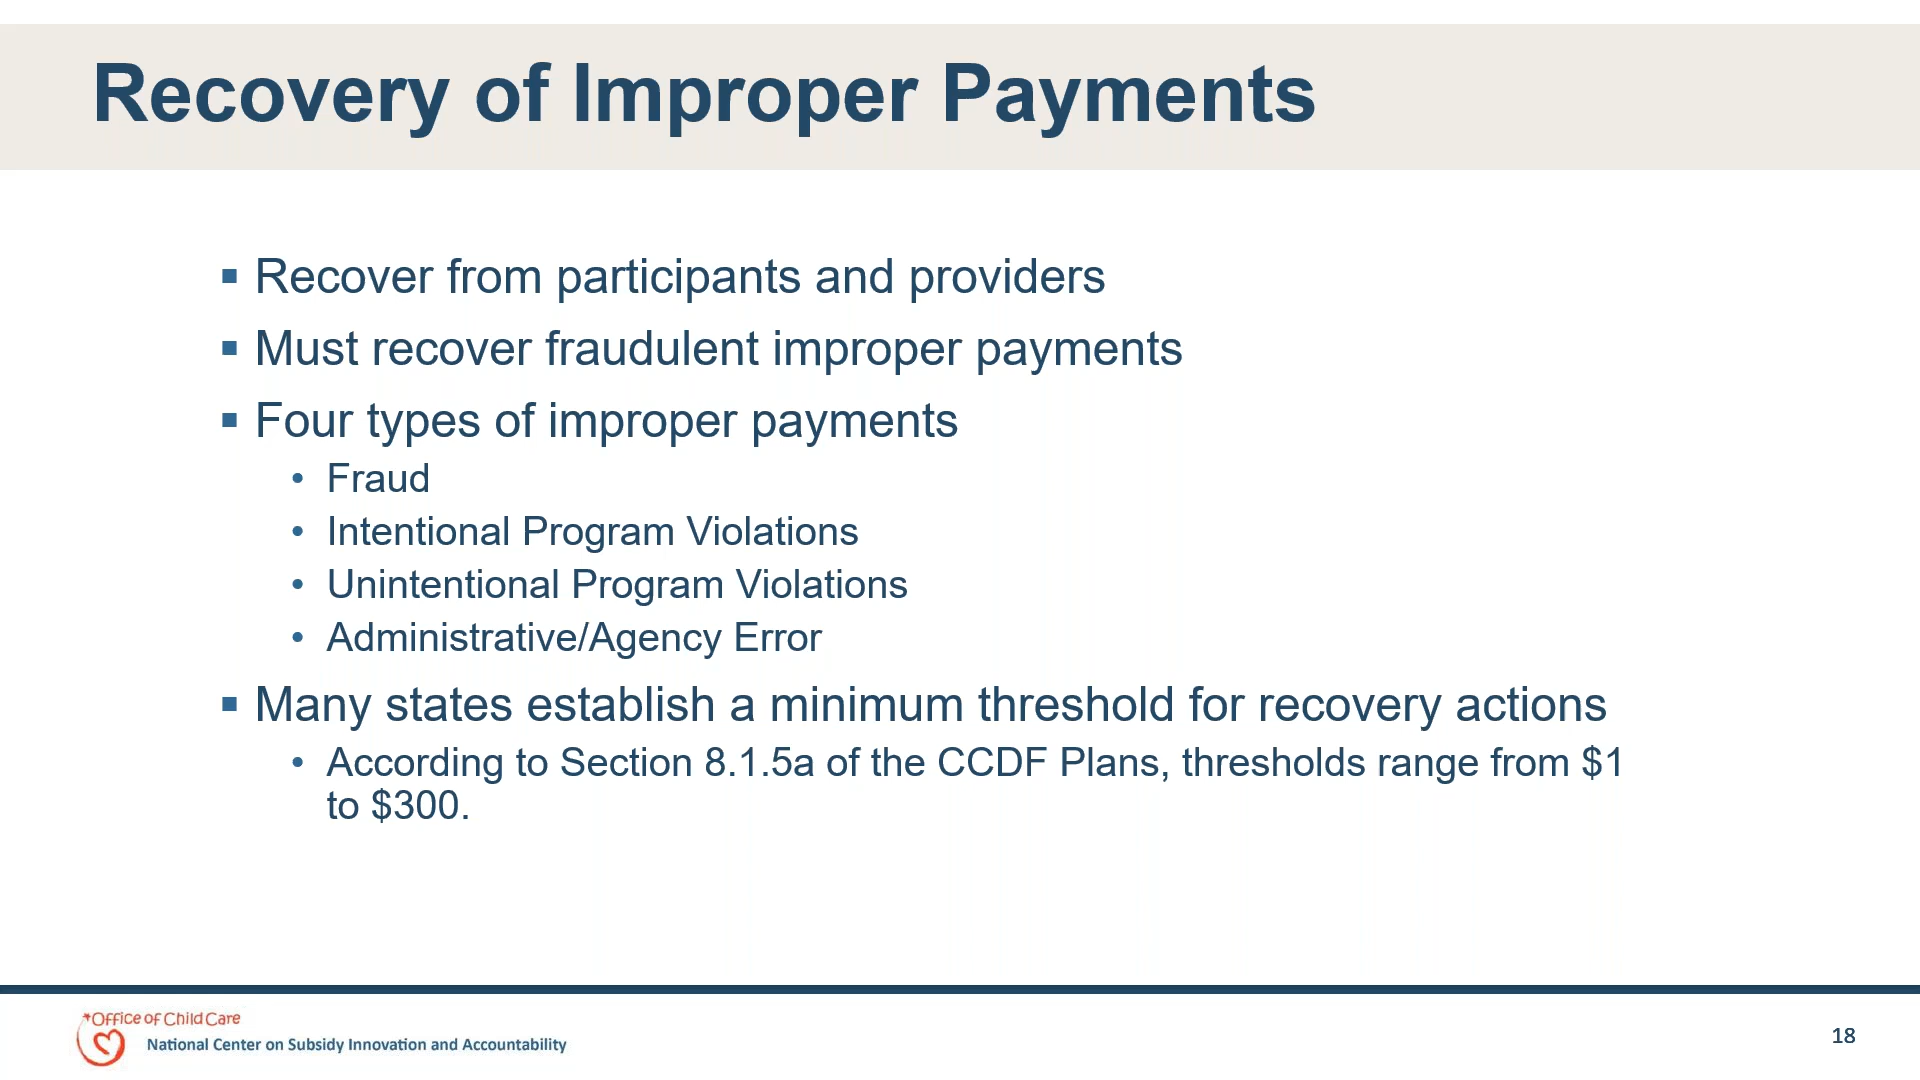 Recovery of Improper Payments
▪ Recover from participants and providers
▪ Must recover fraudulent improper payments
▪ Four types of improper payments
• Fraud
• Intentional Program Violations
• Unintentional Program Violations
• Administrative/Agency Error
▪ Many states establish a minimum threshold for recovery actions
• According to Section 8.1.5a of the CCDF Plans, thresholds range from $1
to $300.
Office of Child Care
National Center on Subsidy Innovation and Accountability
18